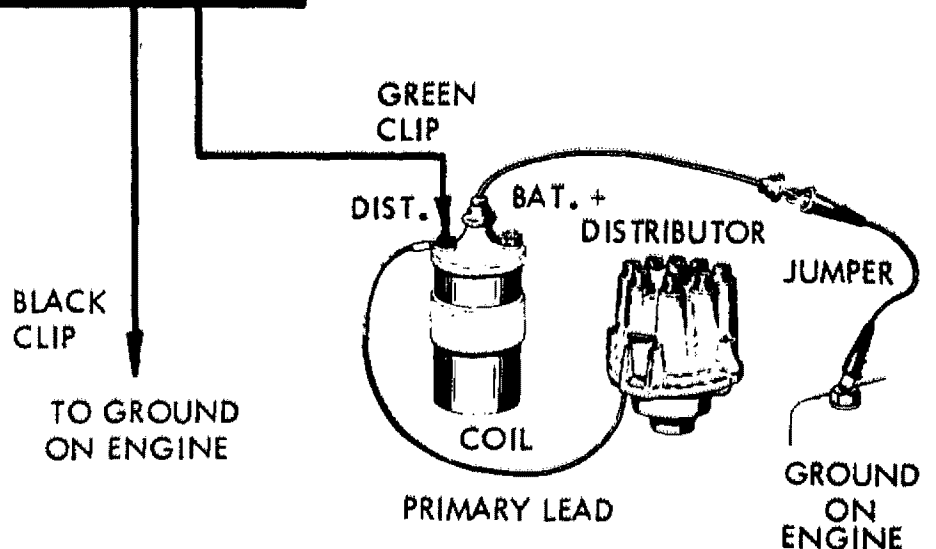 GREEN
CLIP
DIST.
BAT. +
DISTRIBUTOR
JUMPER
BLACK
CLIP
TO GROUND
ON ENGINE
COIL
PRIMARY LEAD
GROUND
ON
ENGINE